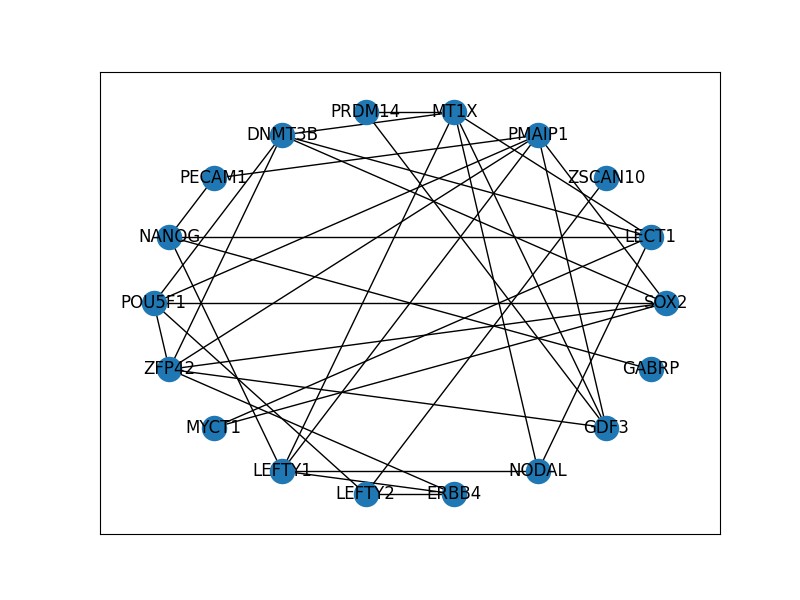 PRDM14 MT1X
DNMT3B PMAIP1
PECAM1 ZSCAN10
NANOG LECT1
POU5F1 SOX2
ZFP42 GABRP
MYCT1 GDF3
LEFTY1 NODAL
LEFTY2 ERBB4